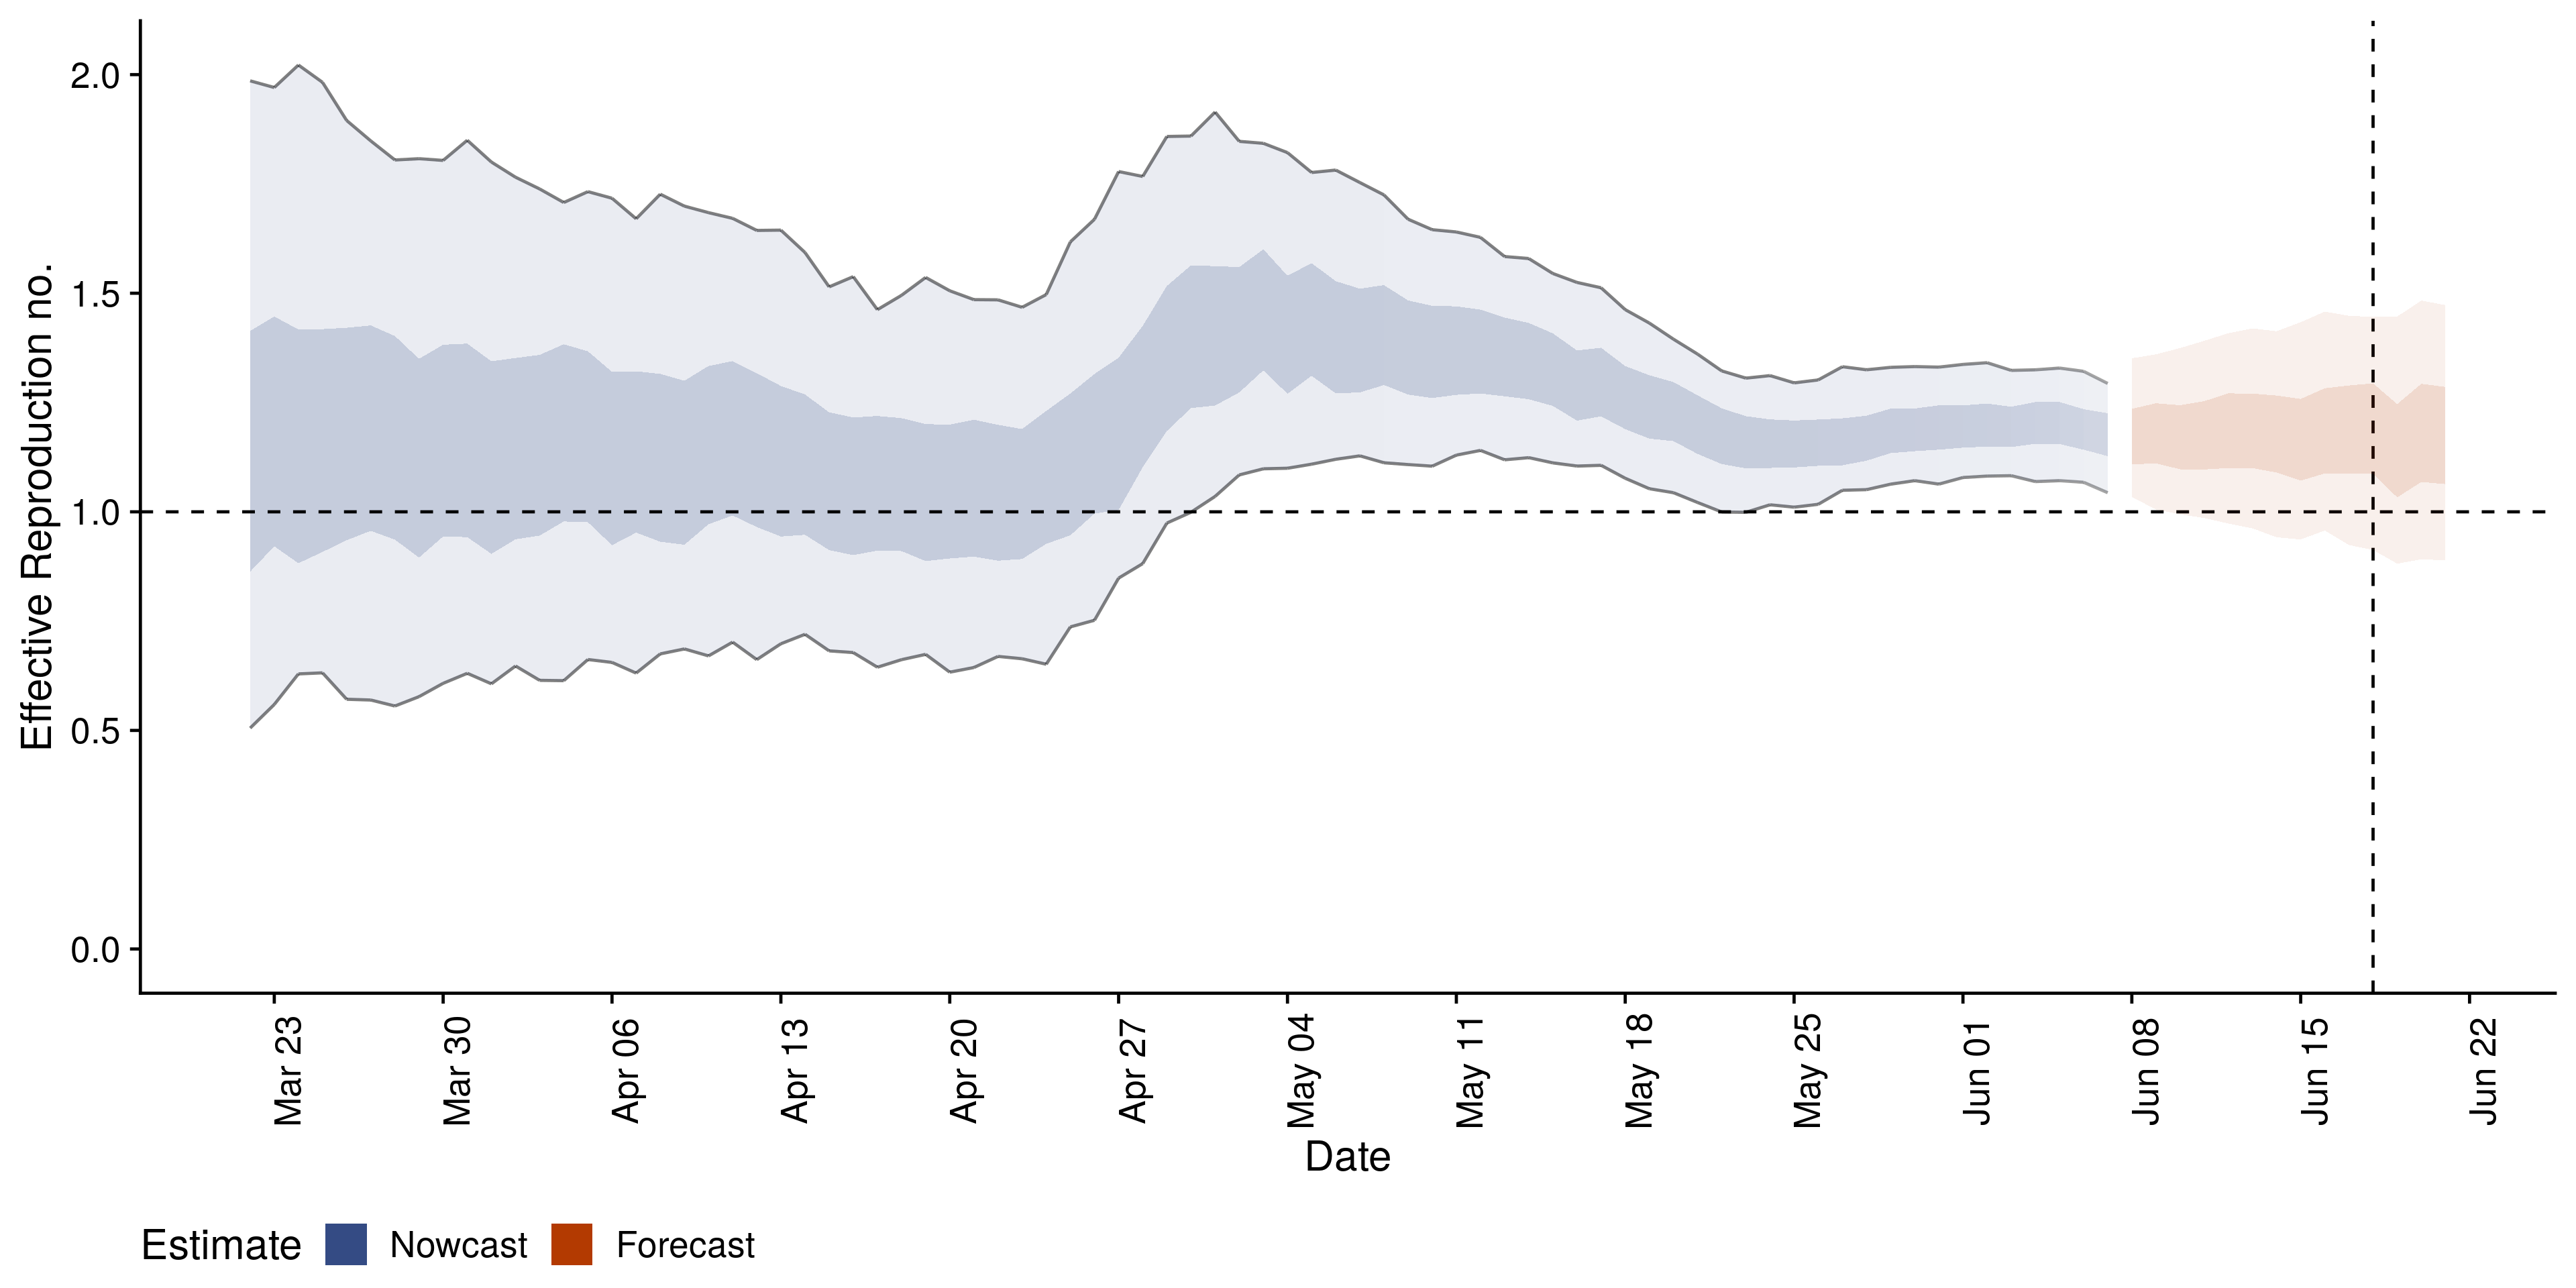 Effective Reproduction no.
2.0
1.5
1.0
0.5
0.0
Mar 23
Mar 30
Apr 06
Apr 13
Apr 20
Apr 27
May 04
May 11
May 18
May 25
Jun 01
Jun 08
Jun 15
Jun 22
Date
Estimate Nowcast Forecast